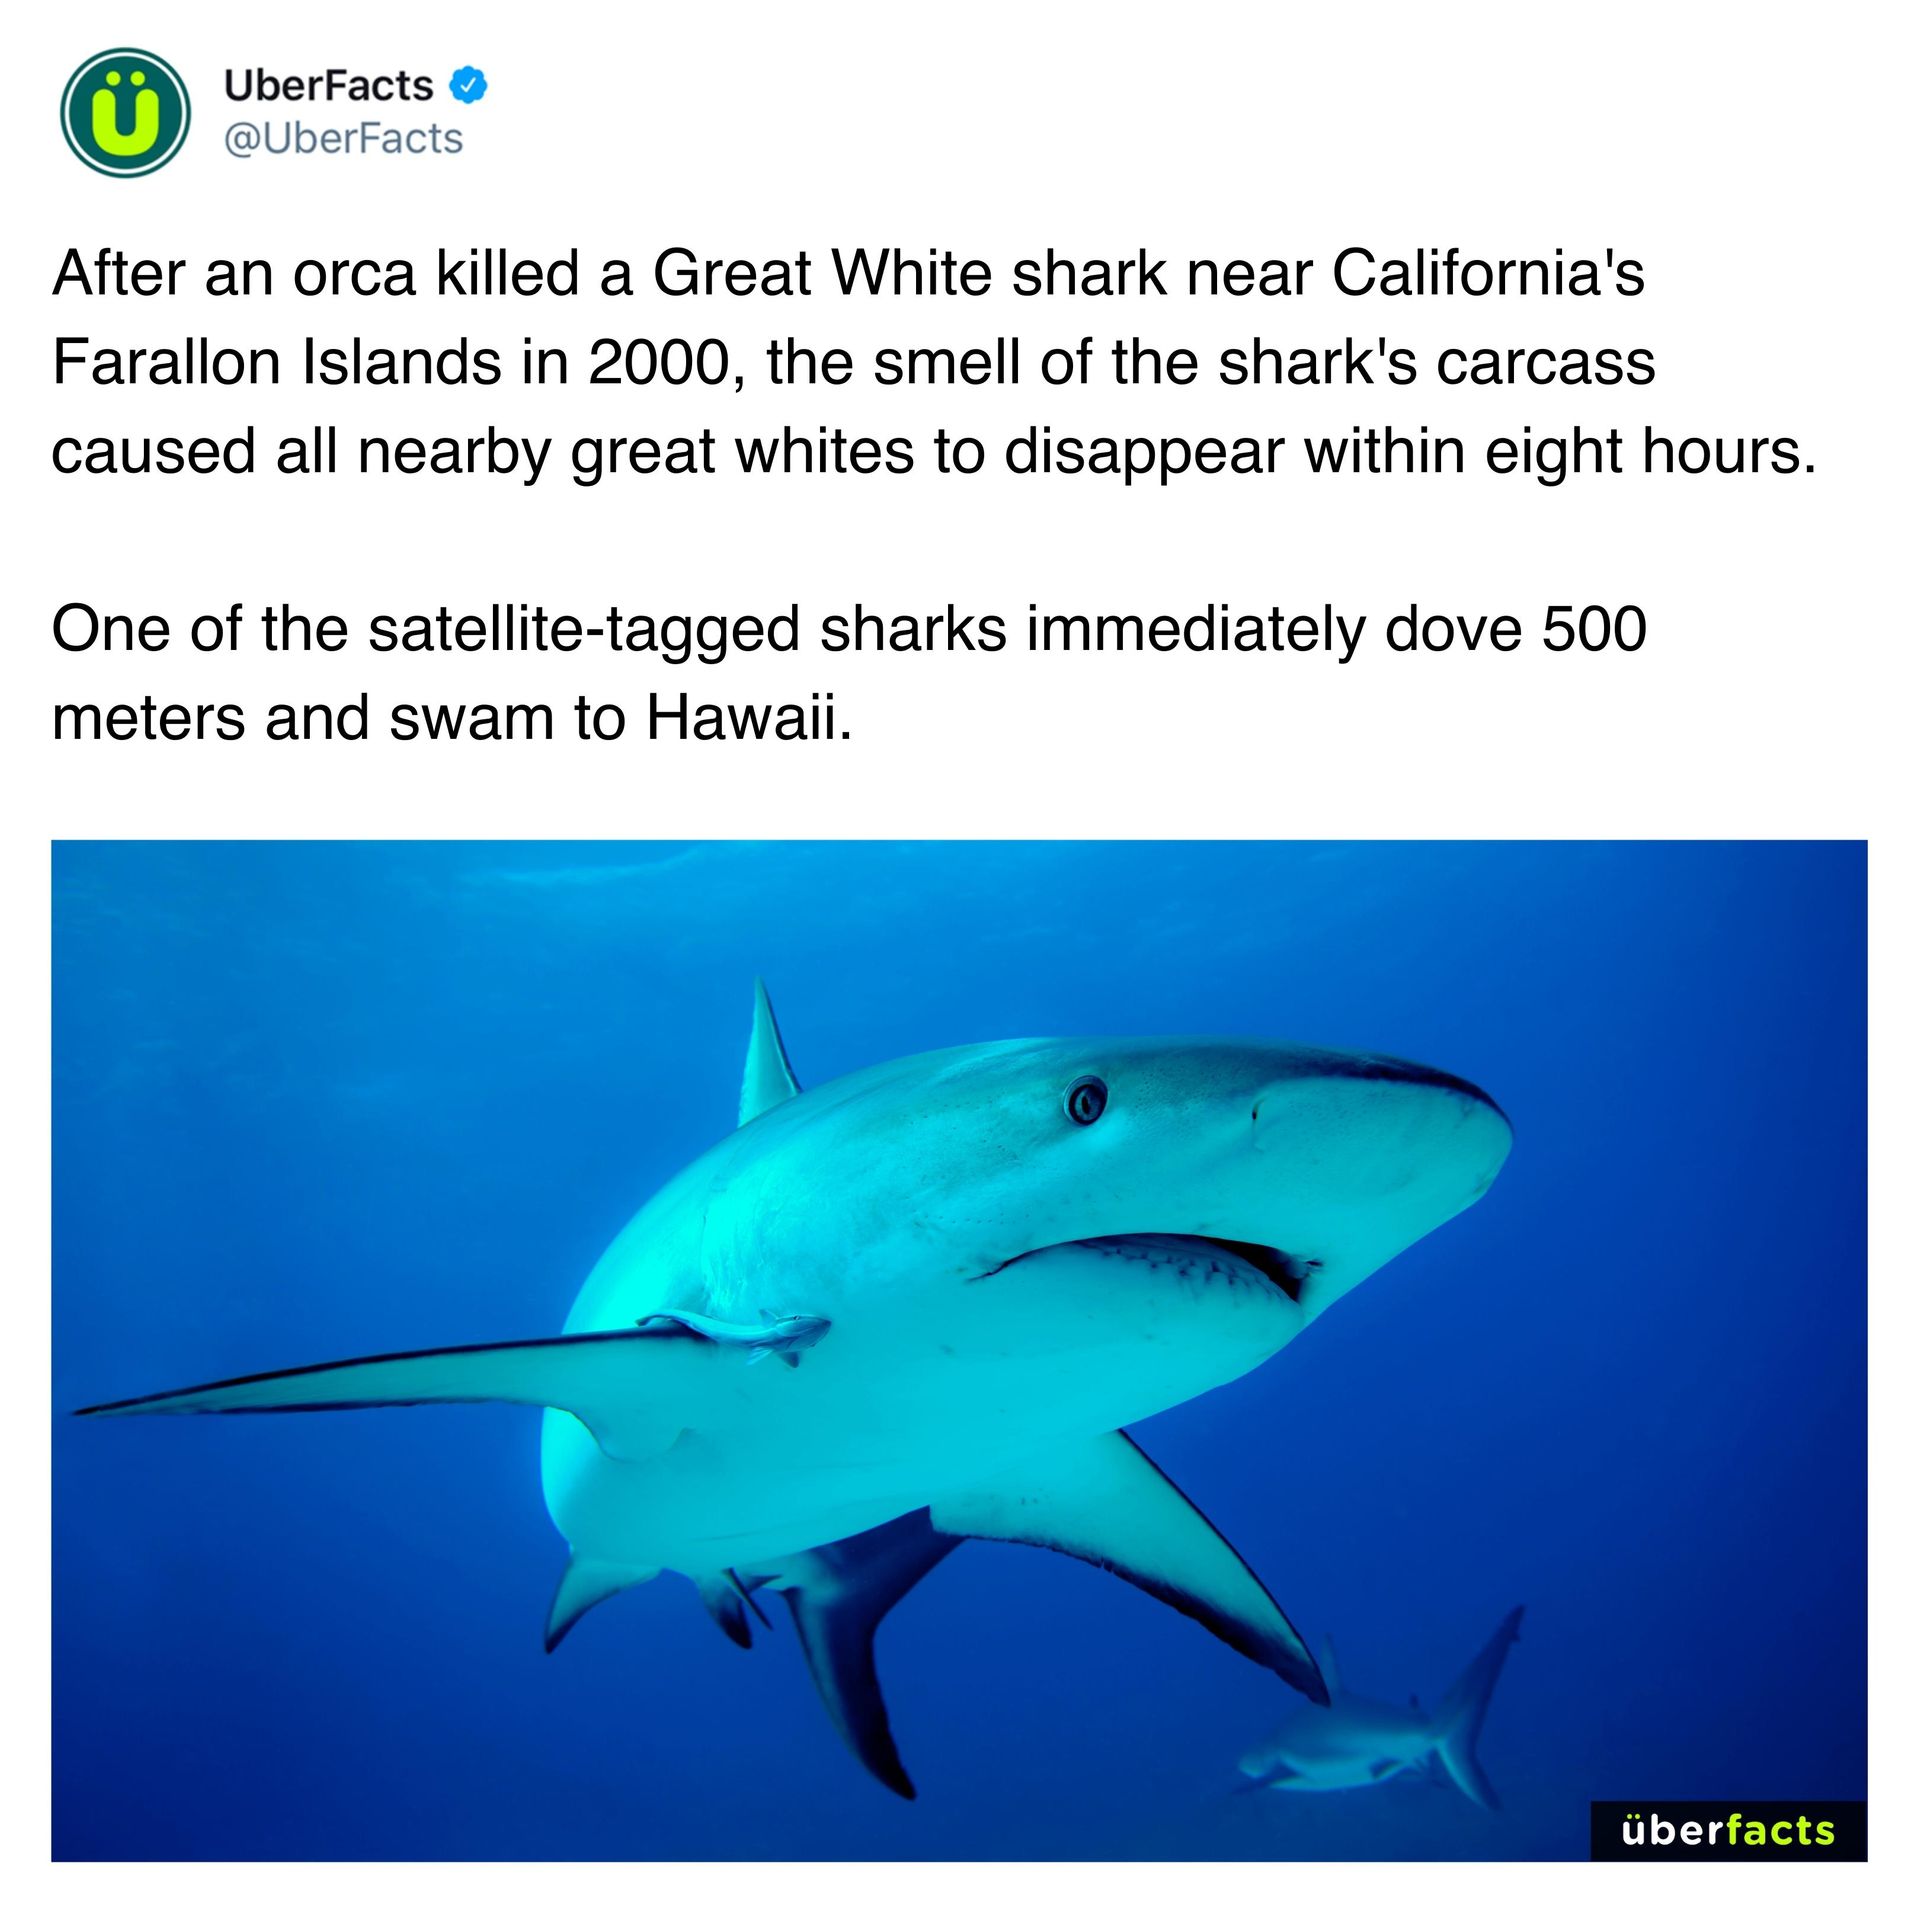 Ü
UberFacts
@UberFacts
After an orca killed a Great White shark near California's
Farallon Islands in 2000, the smell of the shark's carcass
caused all nearby great whites to disappear within eight hours.
One of the satellite-tagged sharks immediately dove 500
meters and swam to Hawaii.
überfacts